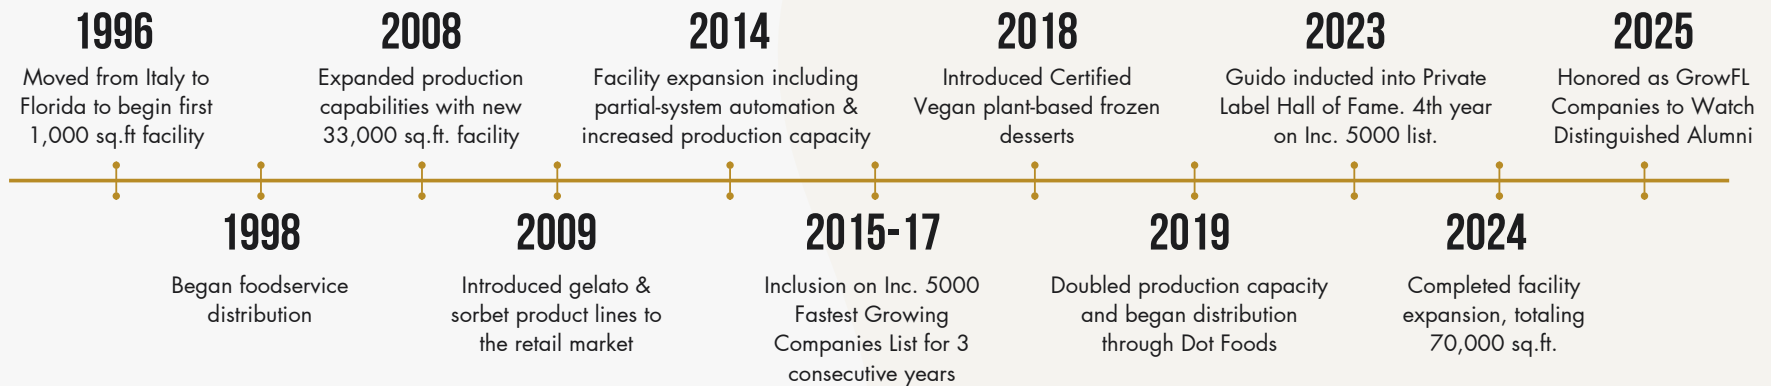 1996
Moved from Italy to
Florida to begin first
1,000 sq.ft facility
1998
Began foodservice
distribution
2008
Expanded production
capabilities with new
33,000 sq.ft. facility
2009
Introduced gelato &
sorbet product lines to
the retail market
2014
Facility expansion including
partial-system automation &
increased production capacity
2015-17
Inclusion on Inc. 5000
Fastest Growing
Companies List for 3
consecutive years
2018
Introduced Certified
Vegan plant-based frozen
desserts
2019
Doubled production capacity
and began distribution
through Dot Foods
2023
Guido inducted into Private
Label Hall of Fame. 4th year
on Inc. 5000 list.
2024
Completed facility
expansion, totaling
70,000 sq.ft.
2025
Honored as GrowFL
Companies to Watch
Distinguished Alumni